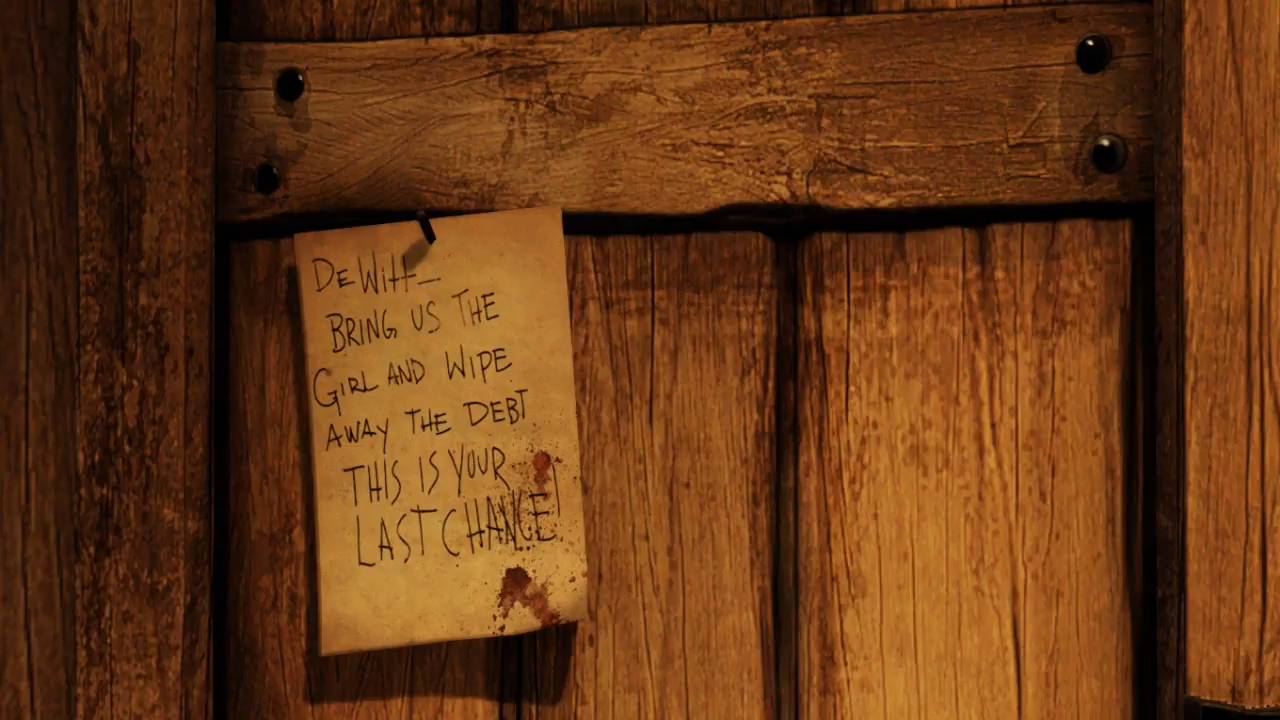 DeWitt—
BRING US THE
GIRL AND WIPE
AWAY THE DEBT
THIS IS YOUR
LAST CHANCE!